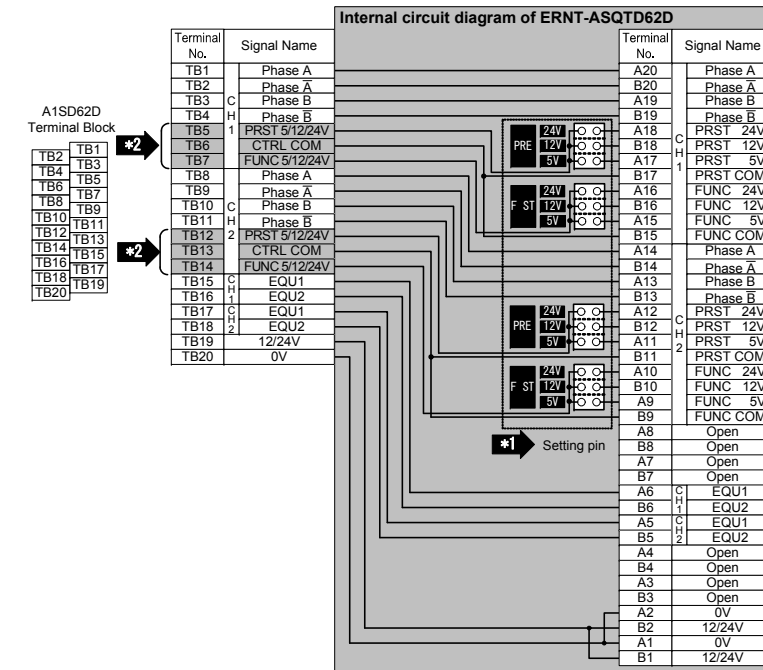 Internal circuit diagram of ERNT-ASQTD62D
Terminal No. Signal Name
TB1 Phase A
TB2 Phase A̅
TB3 Phase B
TB4 Phase B̅
TB5 PRST 5/12/24V
TB6 CTRL COM
TB7 FUNC 5/12/24V
CH1
TB8 Phase A
TB9 Phase A̅
TB10 Phase B
TB11 Phase B̅
TB12 PRST 5/12/24V
TB13 CTRL COM
TB14 FUNC 5/12/24V
CH2
TB15 CH1 EQU1
TB16 EQU2
TB17 CH2 EQU1
TB18 EQU2
TB19 12/24V
TB20 0V
A1SD62D
Terminal Block
TB1
TB2
TB3
TB4
TB5
TB6
TB7
TB8
TB9
TB10
TB11
TB12
TB13
TB14
TB15
TB16
TB17
TB18
TB19
TB20
*2
*2
PRE 24V 12V 5V
F ST 24V 12V 5V
PRE 24V 12V 5V
F ST 24V 12V 5V
*1 Setting pin
Terminal No. Signal Name
A20 Phase A
B20 Phase A̅
A19 Phase B
B19 Phase B̅
A18 PRST 24V
B18 PRST 12V
A17 PRST 5V
B17 PRST COM
A16 FUNC 24V
B16 FUNC 12V
A15 FUNC 5V
B15 FUNC COM
CH1
A14 Phase A
B14 Phase A̅
A13 Phase B
B13 Phase B̅
A12 PRST 24V
B12 PRST 12V
A11 PRST 5V
B11 PRST COM
A10 FUNC 24V
B10 FUNC 12V
A9 FUNC 5V
B9 FUNC COM
CH2
A8 Open
B8 Open
A7 Open
B7 Open
A6 CH1 EQU1
B6 EQU2
A5 CH2 EQU1
B5 EQU2
A4 Open
B4 Open
A3 Open
B3 Open
A2 0V
B2 12/24V
A1 0V
B1 12/24V